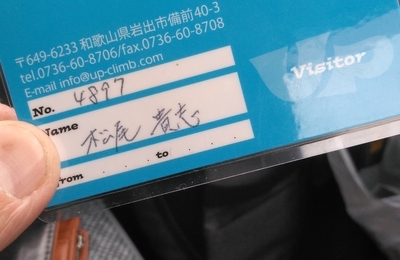 〒649-6233 和歌山県岩出市備前40-3
tel.0736-60-8706/fax.0736-60-8708
E-mail info@up-climb.com
Visitor
No. 4897
Name 松尾 貴志
from . . . to . . .